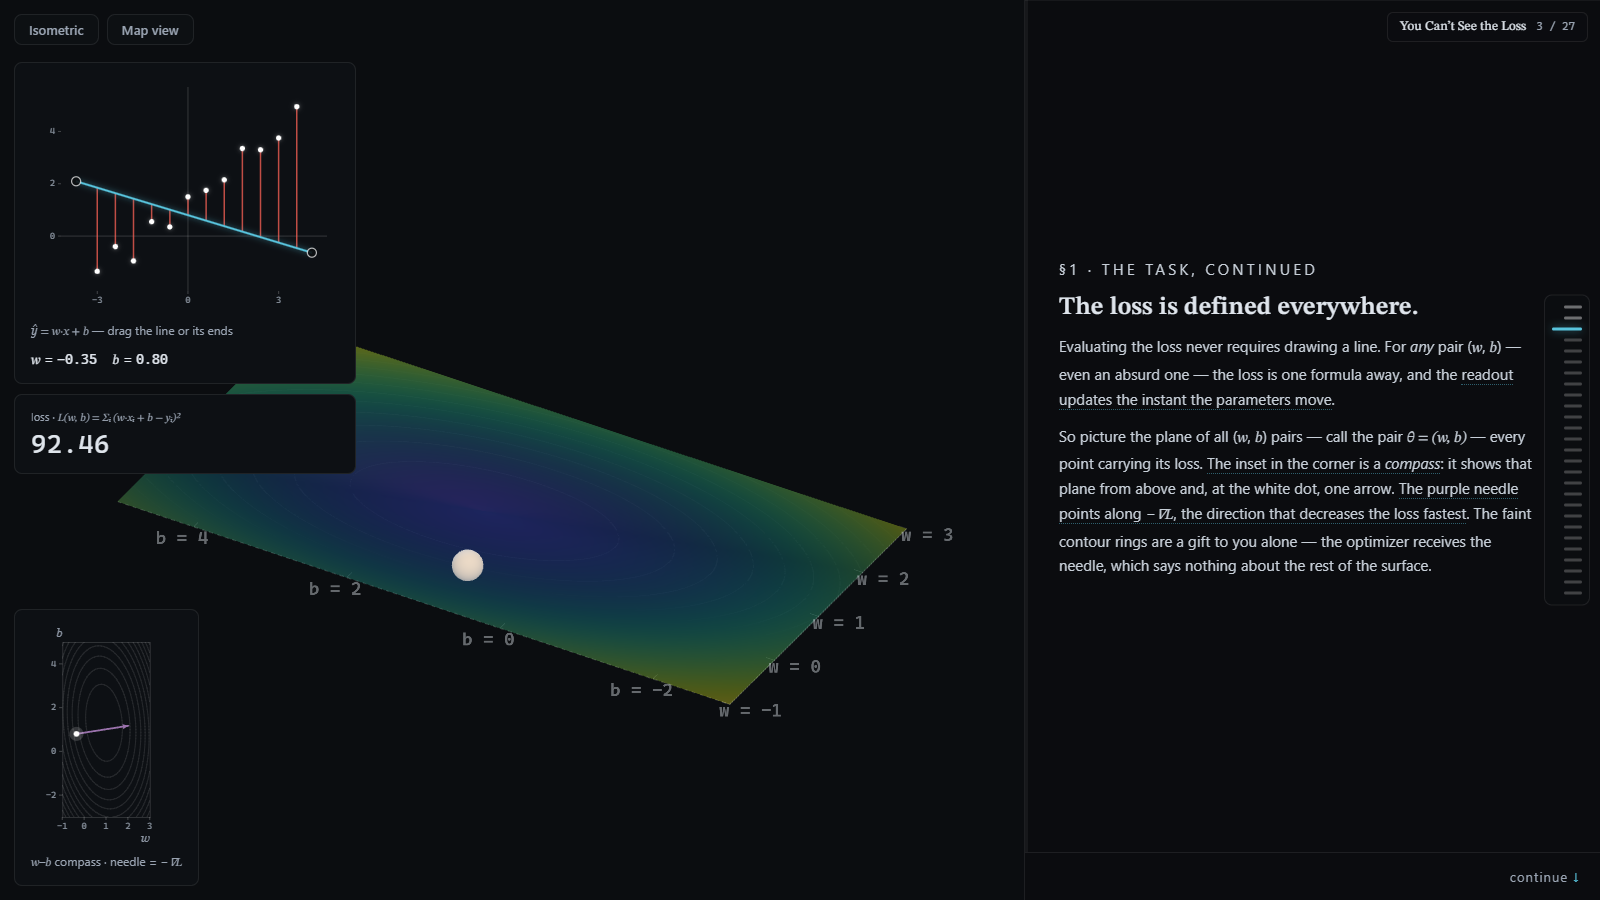 Isometric
Map view
You Can't See the Loss 3 / 27
4
2
0
−3
0
3
ŷ = w·x + b — drag the line or its ends
w = −0.35 b = 0.80
loss · L(w, b) = Σᵢ (w·xᵢ + b − yᵢ)²
92.46
b = 4
b = 2
b = 0
b = −2
w = 3
w = 2
w = 1
w = 0
w = −1
b
4
2
0
−2
−1 0 1 2 3
w
w–b compass · needle = − ∇L
§1 · THE TASK, CONTINUED
The loss is defined everywhere.
Evaluating the loss never requires drawing a line. For any pair (w, b) —
even an absurd one — the loss is one formula away, and the readout
updates the instant the parameters move.
So picture the plane of all (w, b) pairs — call the pair θ = (w, b) — every
point carrying its loss. The inset in the corner is a compass: it shows that
plane from above and, at the white dot, one arrow. The purple needle
points along − ∇L, the direction that decreases the loss fastest. The faint
contour rings are a gift to you alone — the optimizer receives the
needle, which says nothing about the rest of the surface.
continue ↓